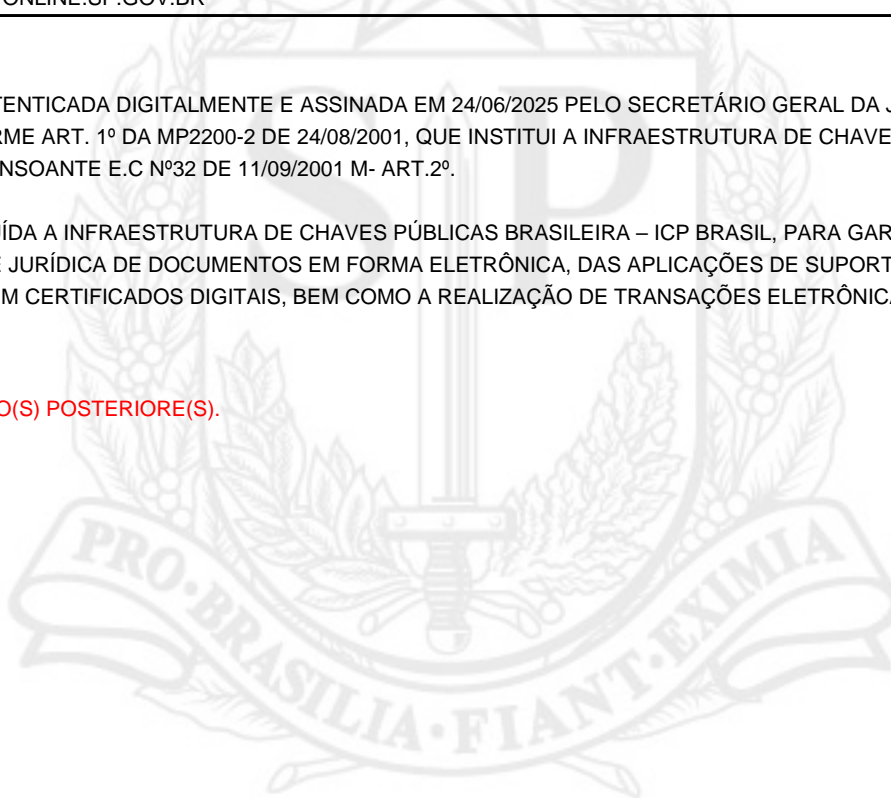 ONLINE.SP.GOV.BR
TENTICADA DIGITALMENTE E ASSINADA EM 24/06/2025 PELO SECRETÁRIO GERAL DA J
RME ART. 1º DA MP2200-2 DE 24/08/2001, QUE INSTITUI A INFRAESTRUTURA DE CHAVE
NSOANTE E.C Nº32 DE 11/09/2001 M- ART.2º.
ÍDA A INFRAESTRUTURA DE CHAVES PÚBLICAS BRASILEIRA – ICP BRASIL, PARA GAR
E JURÍDICA DE DOCUMENTOS EM FORMA ELETRÔNICA, DAS APLICAÇÕES DE SUPORT
M CERTIFICADOS DIGITAIS, BEM COMO A REALIZAÇÃO DE TRANSAÇÕES ELETRÔNICA
O(S) POSTERIORE(S).
SP
PRO·BRASILIA·FIANT·EXIMIA